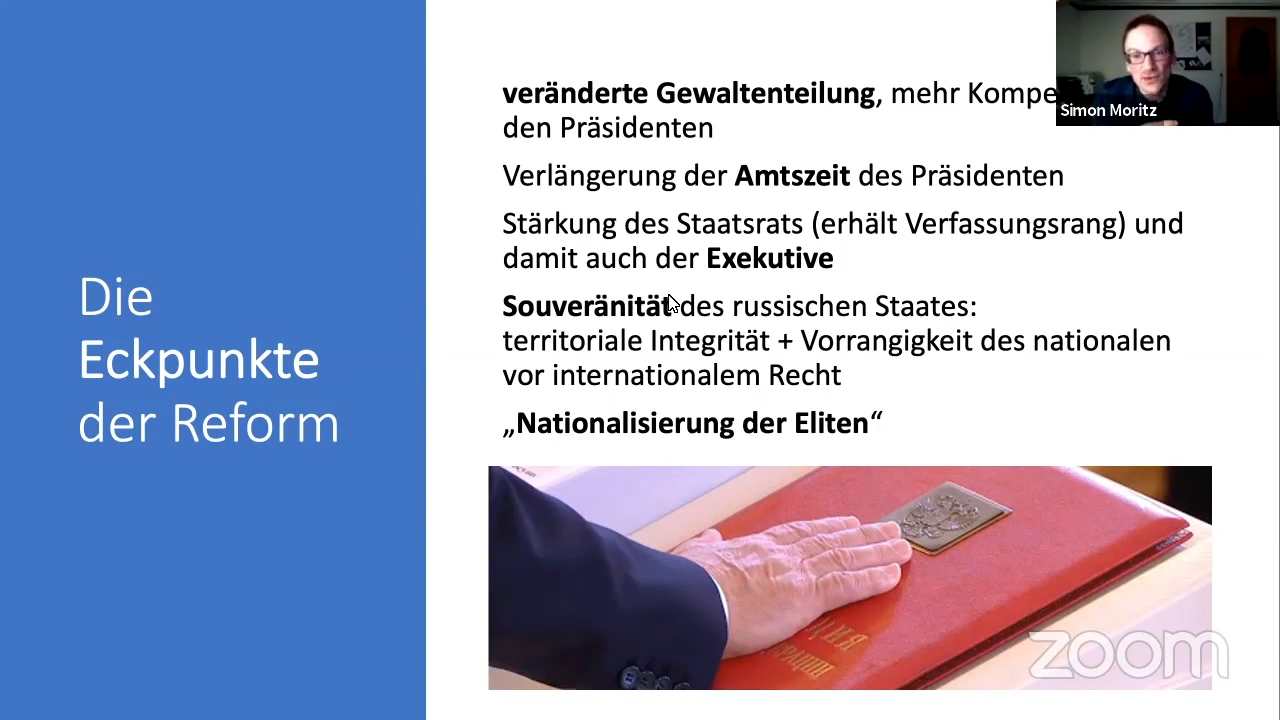 Die
Eckpunkte
der Reform
veränderte Gewaltenteilung, mehr
den Präsidenten
Verlängerung der Amtszeit des Präsidenten
Stärkung des Staatsrats (erhält Verfassungsrang) und
damit auch der Exekutive
Souveränität des russischen Staates:
territoriale Integrität + Vorrangigkeit des nationalen
vor internationalem Recht
„Nationalisierung der Eliten“
Simon Moritz
zoom